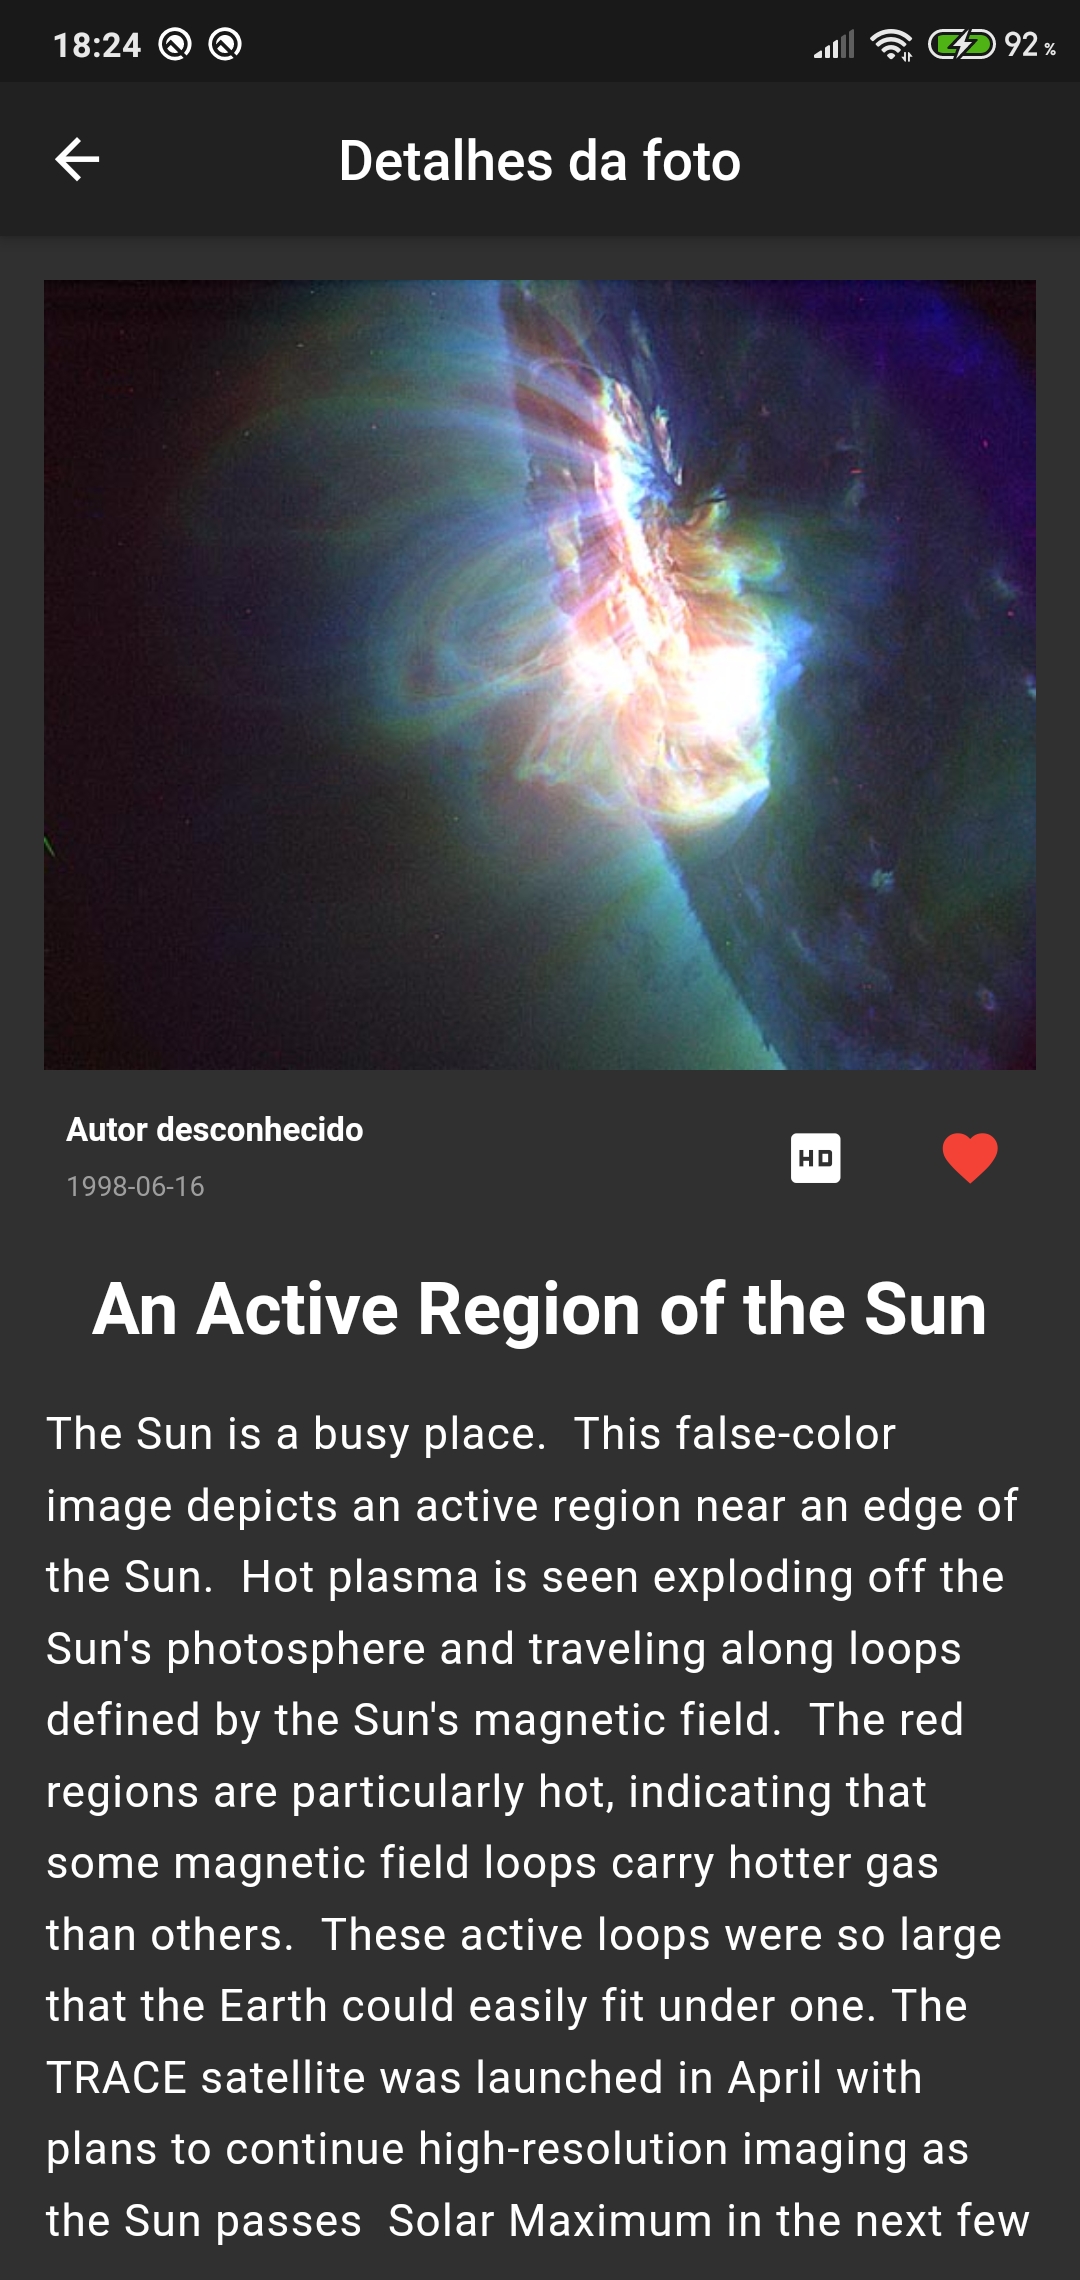 18:24
92 %
Detalhes da foto
Autor desconhecido
HD
1998-06-16
An Active Region of the Sun
The Sun is a busy place.  This false-color
image depicts an active region near an edge of
the Sun.  Hot plasma is seen exploding off the
Sun's photosphere and traveling along loops
defined by the Sun's magnetic field.  The red
regions are particularly hot, indicating that
some magnetic field loops carry hotter gas
than others.  These active loops were so large
that the Earth could easily fit under one. The
TRACE satellite was launched in April with
plans to continue high-resolution imaging as
the Sun passes  Solar Maximum in the next few